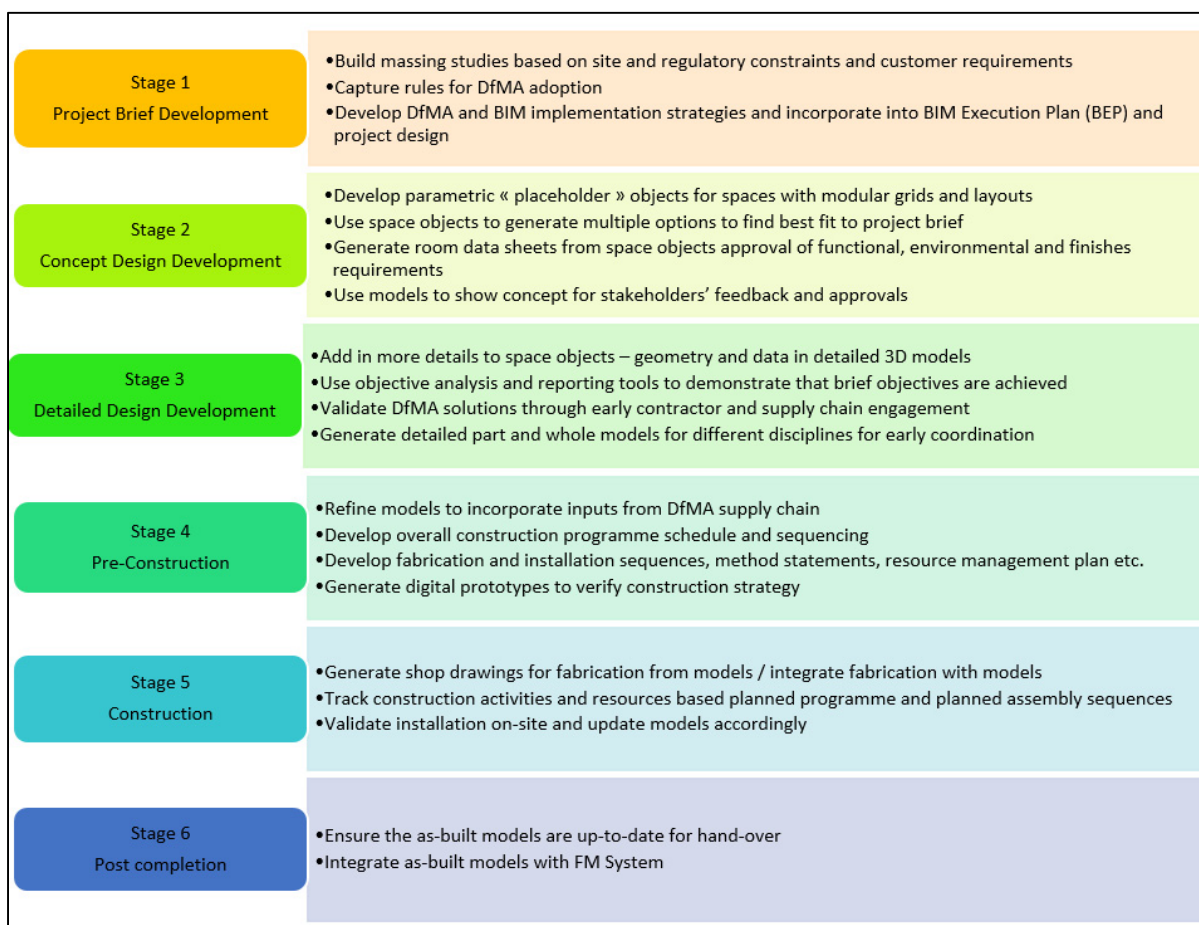 Stage 1
Project Brief Development
•Build massing studies based on site and regulatory constraints and customer requirements
•Capture rules for DfMA adoption
•Develop DfMA and BIM implementation strategies and incorporate into BIM Execution Plan (BEP) and
project design
Stage 2
Concept Design Development
•Develop parametric « placeholder » objects for spaces with modular grids and layouts
•Use space objects to generate multiple options to find best fit to project brief
•Generate room data sheets from space objects approval of functional, environmental and finishes
requirements
•Use models to show concept for stakeholders’ feedback and approvals
Stage 3
Detailed Design Development
•Add in more details to space objects – geometry and data in detailed 3D models
•Use objective analysis and reporting tools to demonstrate that brief objectives are achieved
•Validate DfMA solutions through early contractor and supply chain engagement
•Generate detailed part and whole models for different disciplines for early coordination
Stage 4
Pre-Construction
•Refine models to incorporate inputs from DfMA supply chain
•Develop overall construction programme schedule and sequencing
•Develop fabrication and installation sequences, method statements, resource management plan etc.
•Generate digital prototypes to verify construction strategy
Stage 5
Construction
•Generate shop drawings for fabrication from models / integrate fabrication with models
•Track construction activities and resources based planned programme and planned assembly sequences
•Validate installation on-site and update models accordingly
Stage 6
Post completion
•Ensure the as-built models are up-to-date for hand-over
•Integrate as-built models with FM System